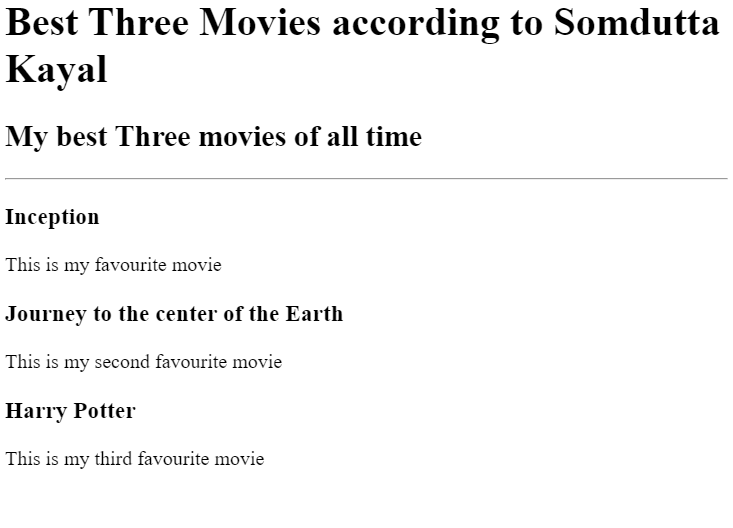 Best Three Movies according to Somdutta
Kayal
My best Three movies of all time
Inception
This is my favourite movie
Journey to the center of the Earth
This is my second favourite movie
Harry Potter
This is my third favourite movie